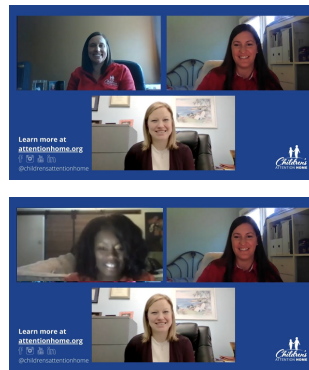 Learn more at
attentionhome.org
@childrensattentionhome
Children's
ATTENTION HOME
Learn more at
attentionhome.org
@childrensattentionhome
Children's
ATTENTION HOME